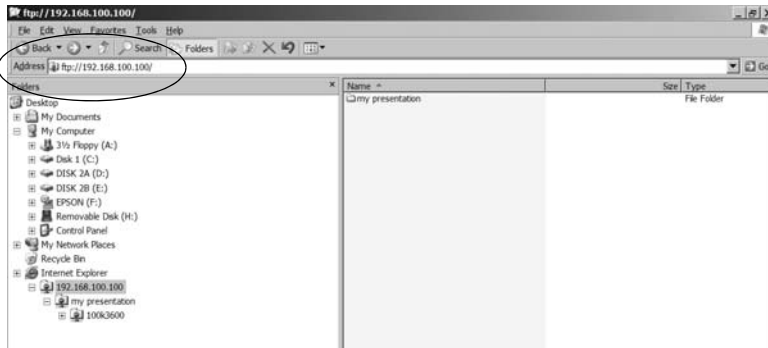 ftp://192.168.100.100/
File Edit View Favorites Tools Help
Back Search Folders
Address ftp://192.168.100.100/ Go
Folders × Name Size Type
Desktop
my presentation File Folder
My Documents
My Computer
3½ Floppy (A:)
Disk 1 (C:)
DISK 2A (D:)
DISK 2B (E:)
EPSON (F:)
Removable Disk (H:)
Control Panel
My Network Places
Recycle Bin
Internet Explorer
192.168.100.100
my presentation
100k3600